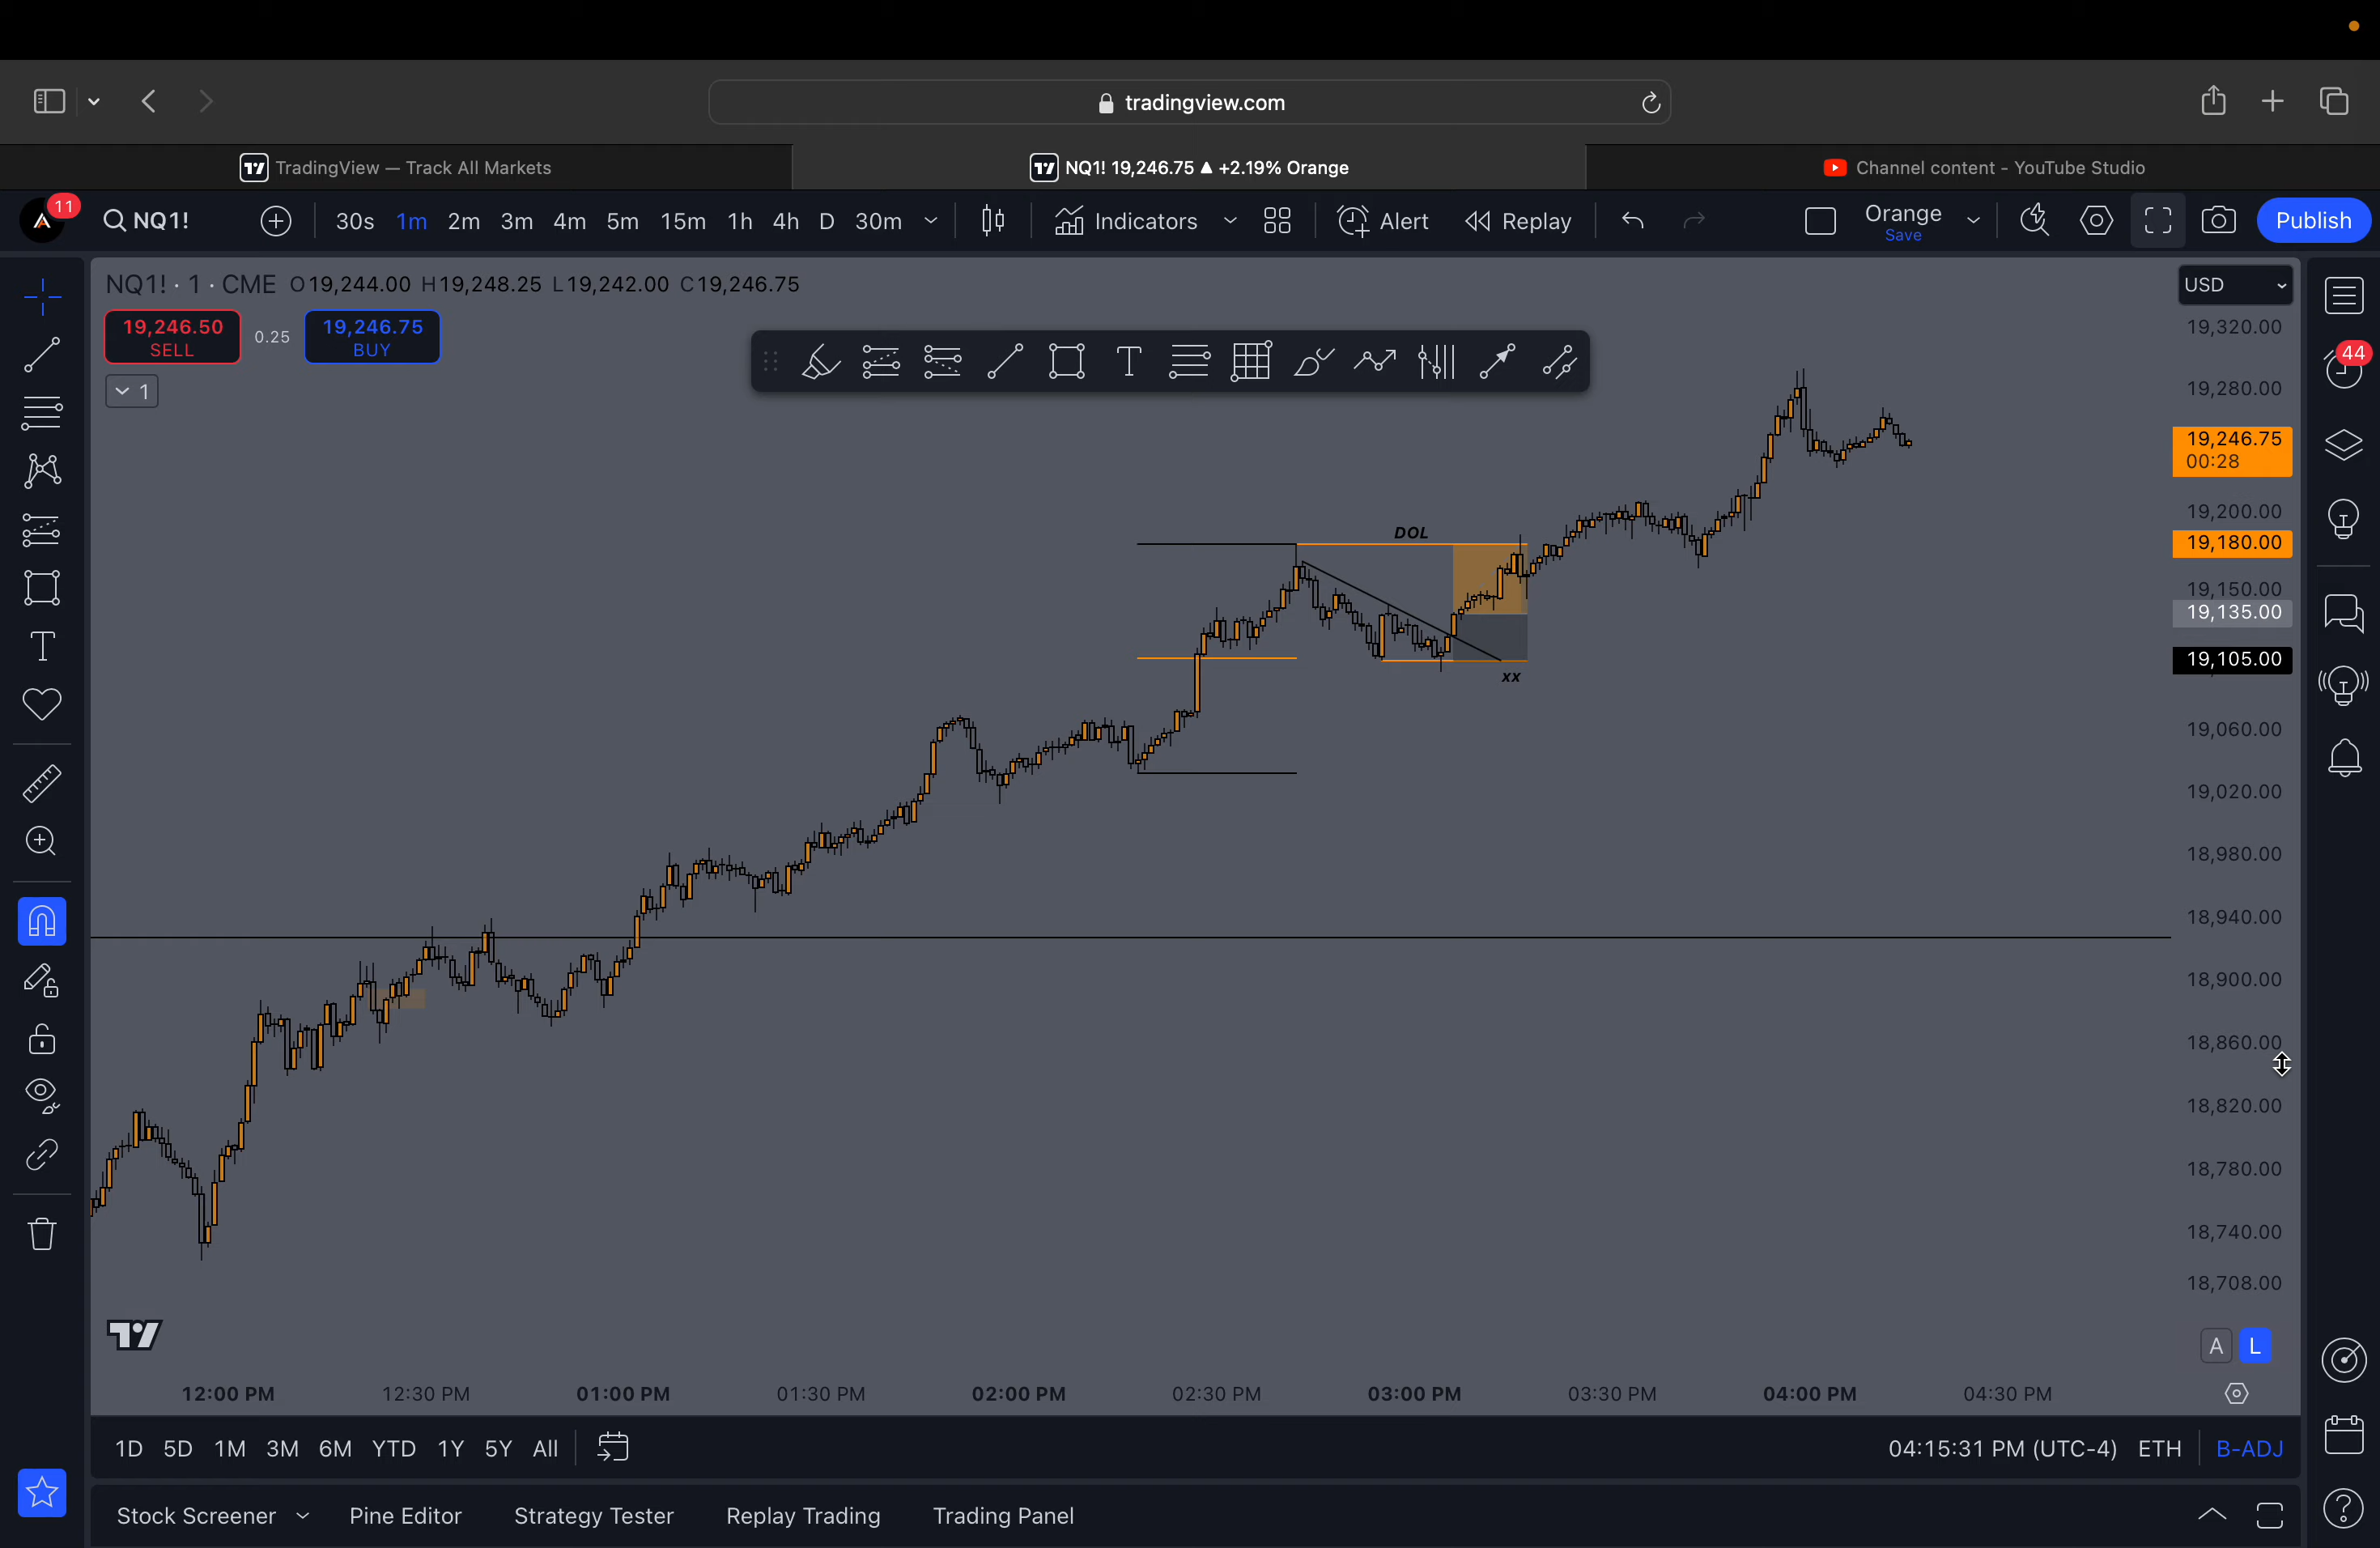 tradingview.com
TradingView — Track All Markets
NQ1! 19,246.75 ▲ +2.19% Orange
Channel content - YouTube Studio
11
NQ1!
30s 1m 2m 3m 4m 5m 15m 1h 4h D 30m
Indicators
Alert
Replay
Orange
Save
Publish
NQ1! · 1 · CME O19,244.00 H19,248.25 L19,242.00 C19,246.75
USD
19,246.50
SELL
0.25
19,246.75
BUY
1
44
19,320.00
19,280.00
19,246.75
00:28
19,200.00
DOL
19,180.00
19,150.00
19,135.00
19,105.00
xx
19,060.00
19,020.00
18,980.00
18,940.00
18,900.00
18,860.00
18,820.00
18,780.00
18,740.00
18,708.00
A L
12:00 PM 12:30 PM 01:00 PM 01:30 PM 02:00 PM 02:30 PM 03:00 PM 03:30 PM 04:00 PM 04:30 PM
1D 5D 1M 3M 6M YTD 1Y 5Y All
04:15:31 PM (UTC-4) ETH B-ADJ
Stock Screener Pine Editor Strategy Tester Replay Trading Trading Panel